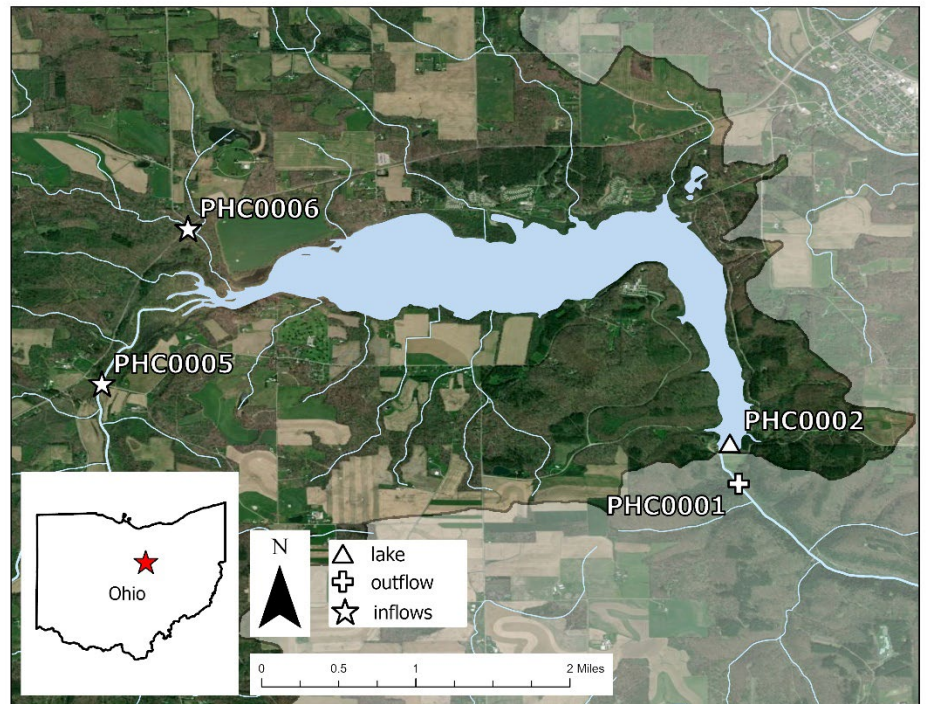 PHC0006
PHC0005
PHC0002
PHC0001
Ohio
N
lake
outflow
inflows
0 0.5 1 2 Miles